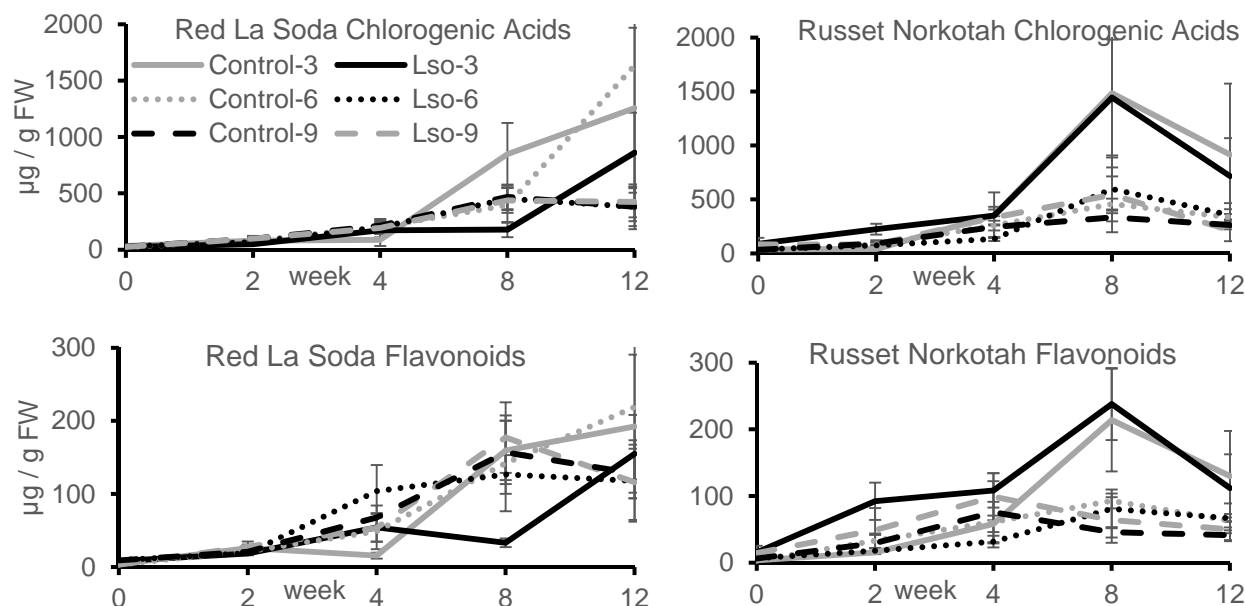 Red La Soda Chlorogenic Acids
Control-3 Lso-3
Control-6 Lso-6
Control-9 Lso-9
µg / g FW
2000
1500
1000
500
0
0 2 4 8 12
week
Russet Norkotah Chlorogenic Acids
2000
1500
1000
500
0
0 2 4 8 12
week
Red La Soda Flavonoids
µg / g FW
300
200
100
0
0 2 4 8 12
week
Russet Norkotah Flavonoids
300
200
100
0
0 2 4 8 12
week